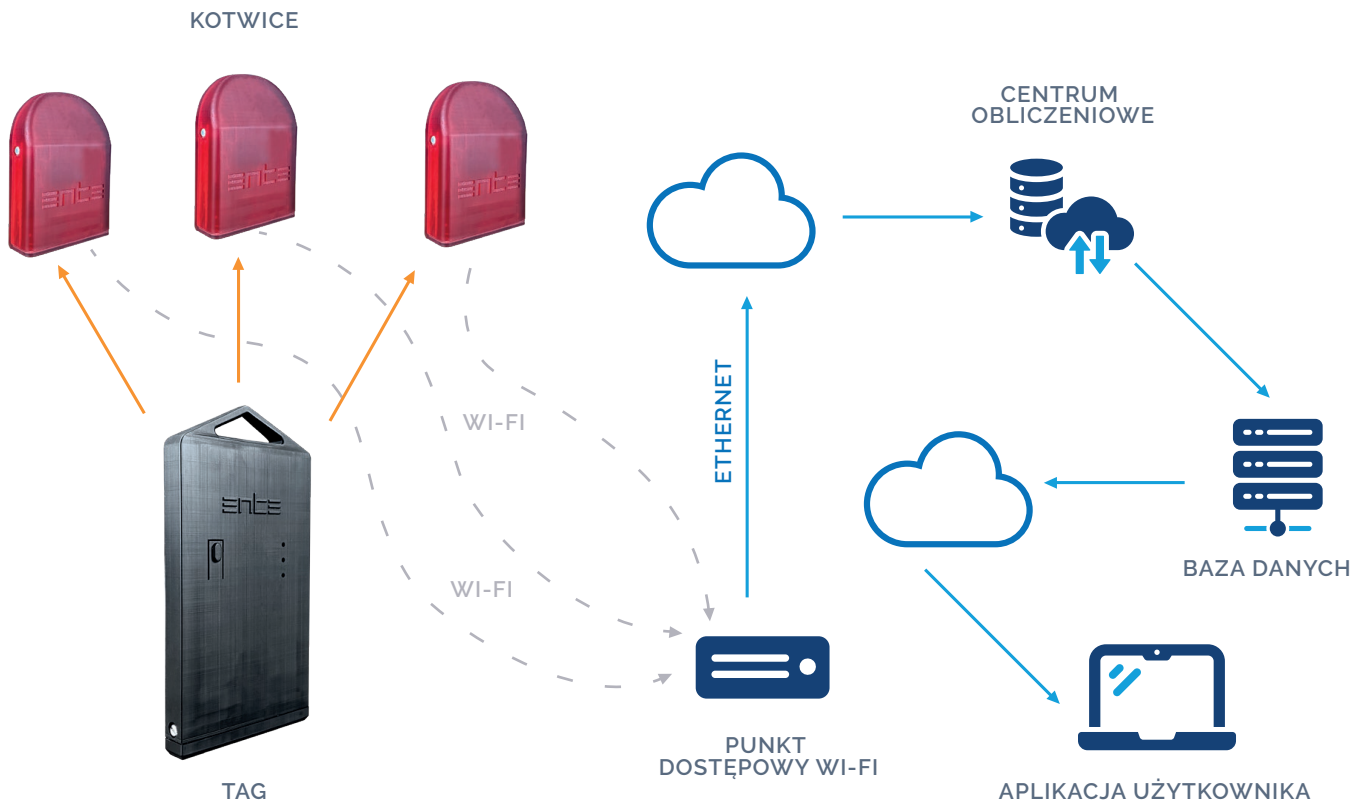 KOTWICE
ente
ente
ente
CENTRUM
OBLICZENIOWE
ETHERNET
WI-FI
ente
WI-FI
BAZA DANYCH
PUNKT
DOSTĘPOWY WI-FI
TAG
APLIKACJA UŻYTKOWNIKA